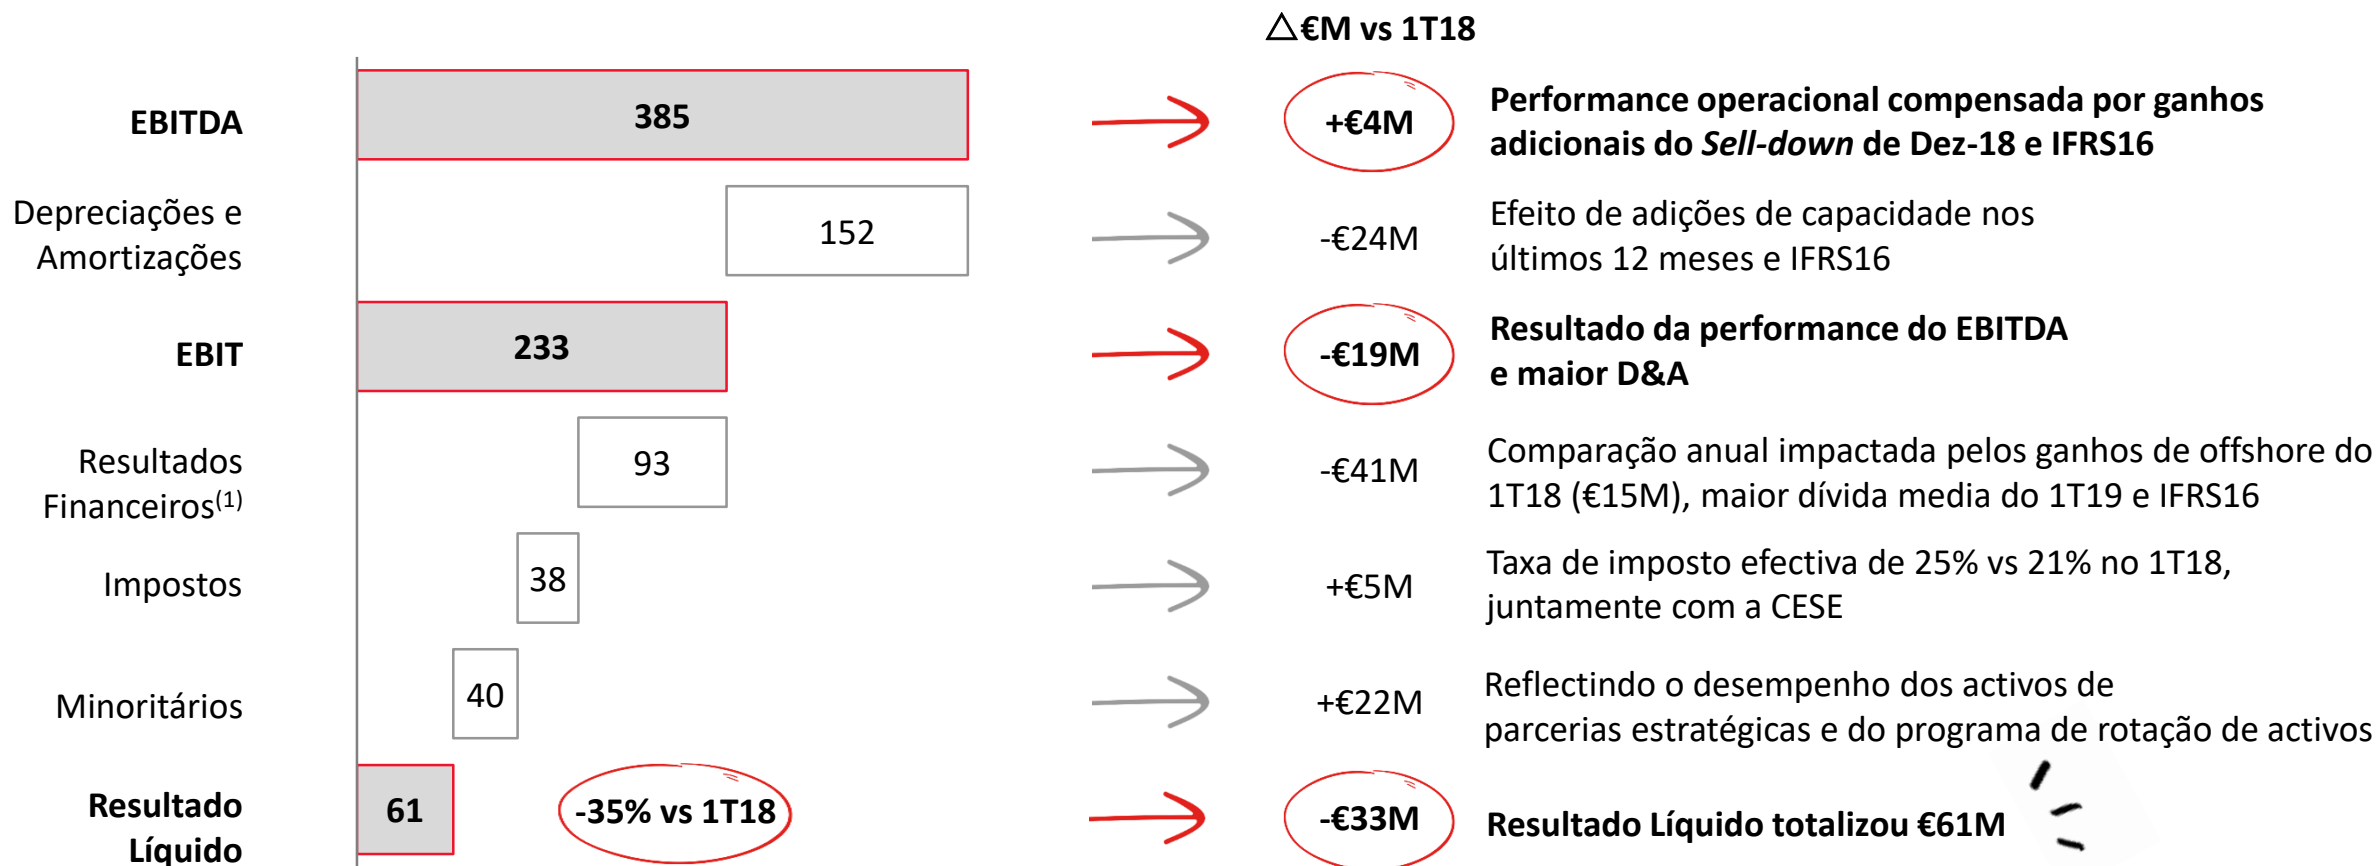 △€M vs 1T18
EBITDA
385
+€4M
Performance operacional compensada por ganhos
adicionais do Sell-down de Dez-18 e IFRS16
Depreciações e
Amortizações
152
-€24M
Efeito de adições de capacidade nos
últimos 12 meses e IFRS16
EBIT
233
-€19M
Resultado da performance do EBITDA
e maior D&A
Resultados
Financeiros(1)
93
-€41M
Comparação anual impactada pelos ganhos de offshore do
1T18 (€15M), maior dívida media do 1T19 e IFRS16
Impostos
38
+€5M
Taxa de imposto efectiva de 25% vs 21% no 1T18,
juntamente com a CESE
Minoritários
40
+€22M
Reflectindo o desempenho dos activos de
parcerias estratégicas e do programa de rotação de activos
Resultado
Líquido
61
-35% vs 1T18
-€33M
Resultado Líquido totalizou €61M